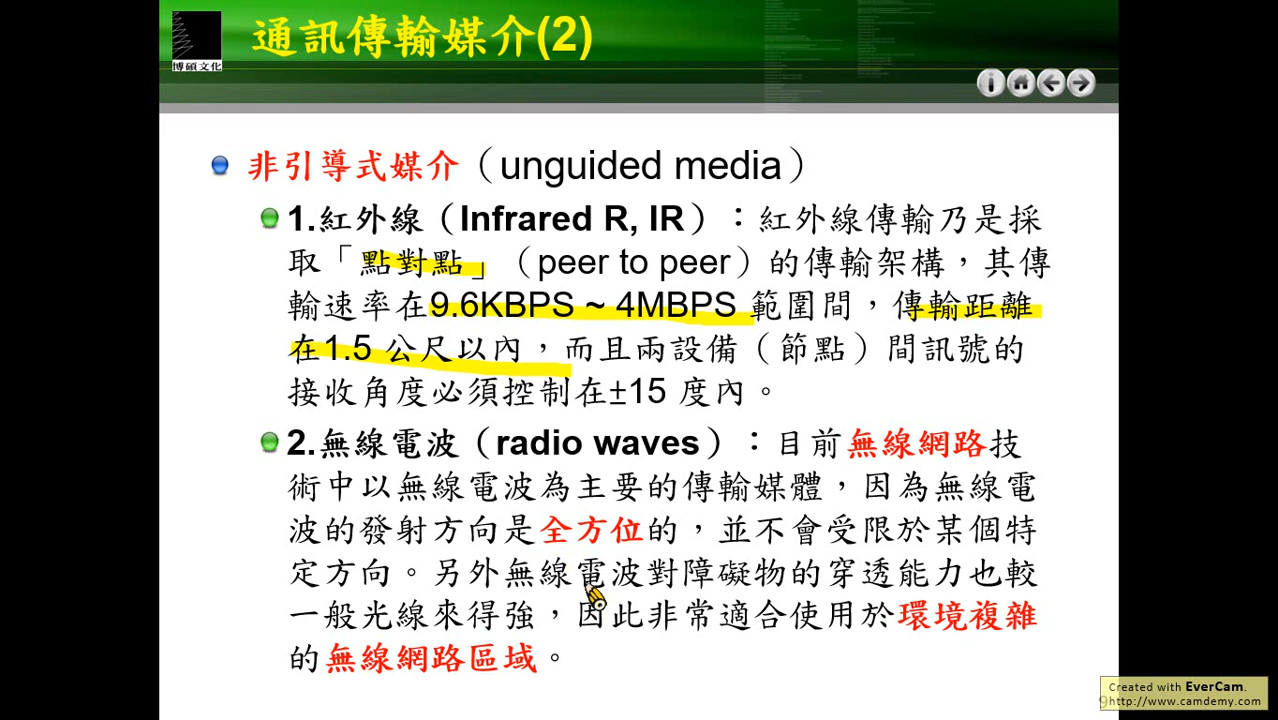 通訊傳輸媒介(2)
博碩文化
非引導式媒介（unguided media）
1.紅外線（Infrared R, IR）：紅外線傳輸乃是採
取「點對點」（peer to peer）的傳輸架構，其傳
輸速率在9.6KBPS ~ 4MBPS 範圍間，傳輸距離
在1.5 公尺以內，而且兩設備（節點）間訊號的
接收角度必須控制在±15 度內。
2.無線電波（radio waves）：目前無線網路技
術中以無線電波為主要的傳輸媒體，因為無線電
波的發射方向是全方位的，並不會受限於某個特
定方向。另外無線電波對障礙物的穿透能力也較
一般光線來得強，因此非常適合使用於環境複雜
的無線網路區域。
Created with EverCam.
9
http://www.camdemy.com